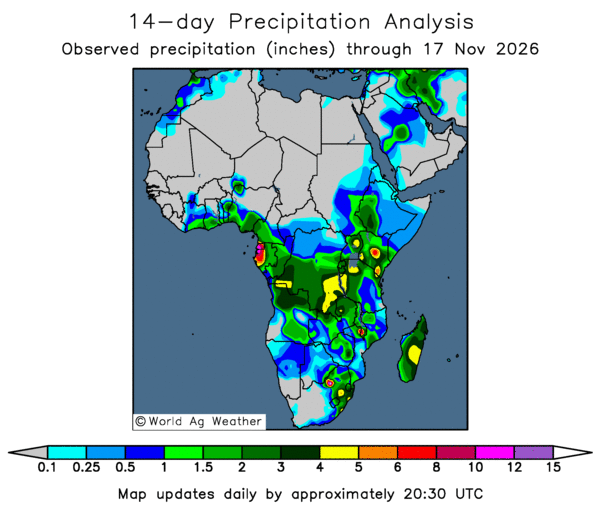 14-day Precipitation Analysis
Observed precipitation (inches) through 17 Nov 2026
© World Ag Weather
0.1 0.25 0.5 1 1.5 2 3 4 5 6 8 10 12 15
Map updates daily by approximately 20:30 UTC